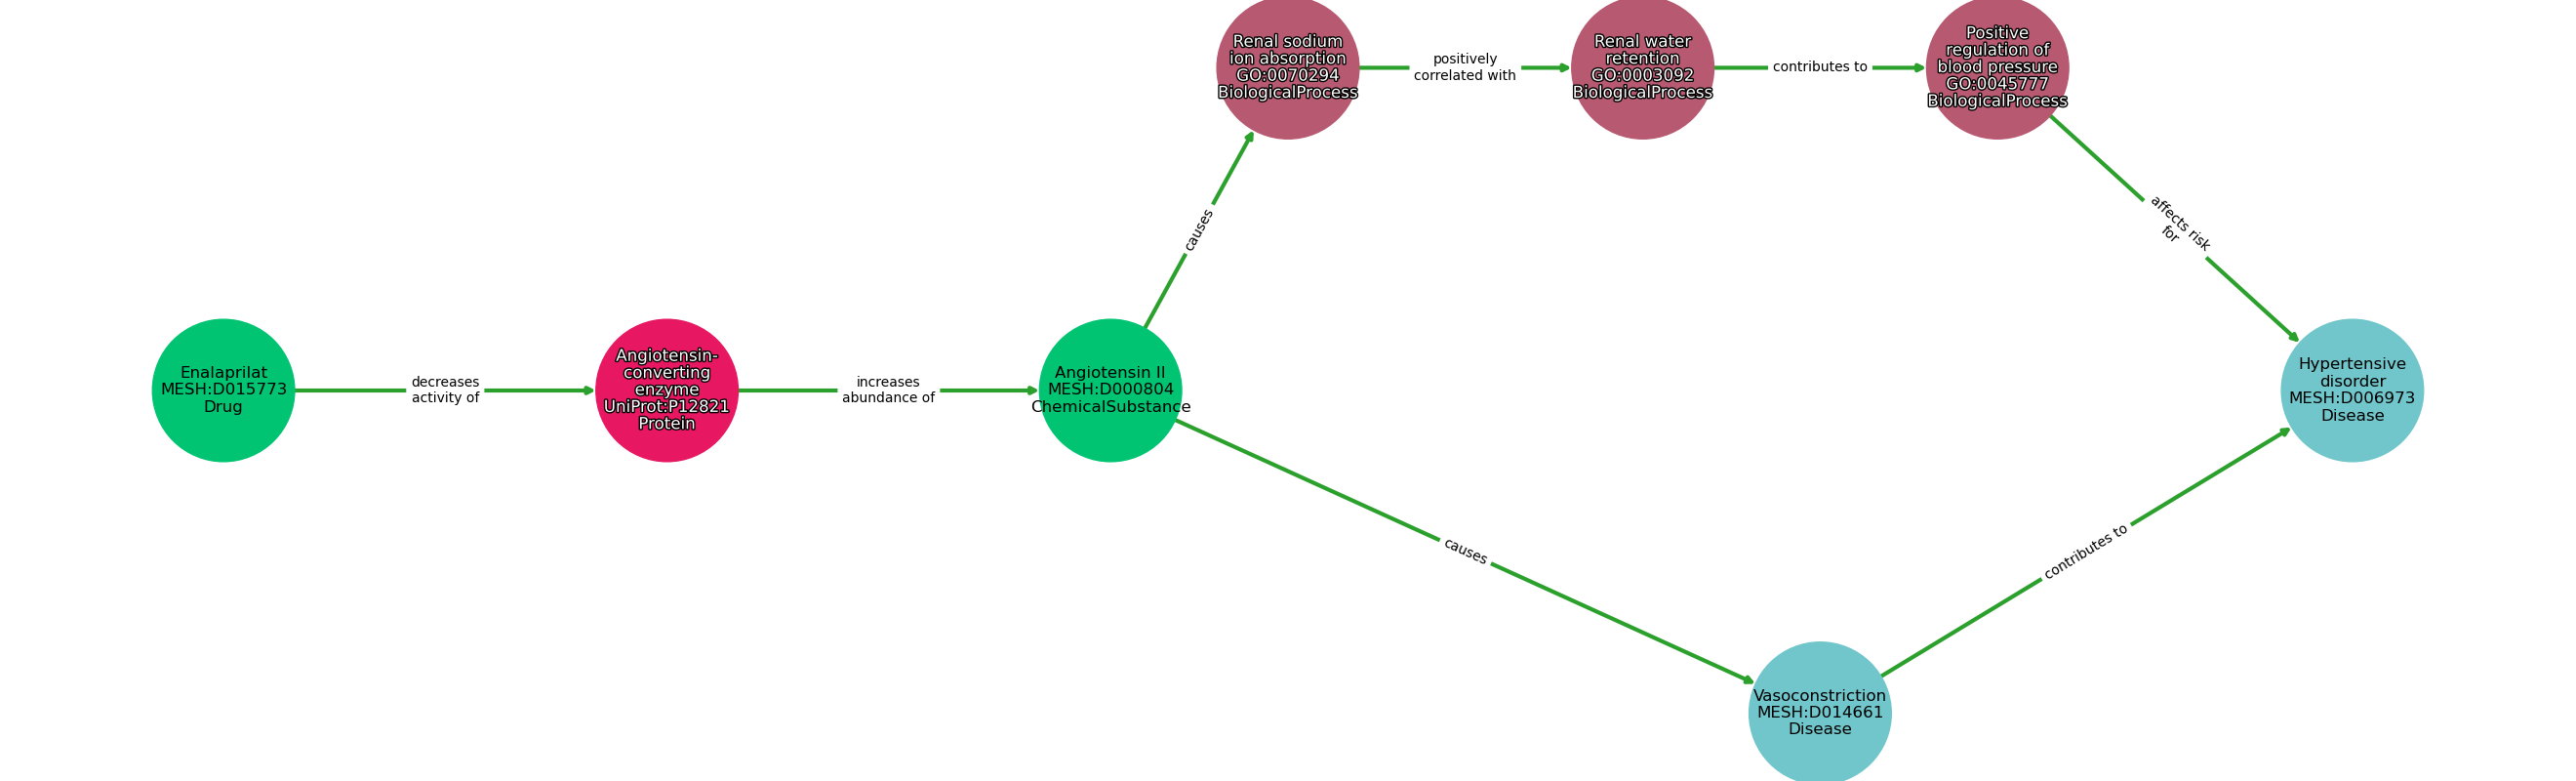 Renal sodium
ion absorption
GO:0070294
BiologicalProcess
positively
correlated with
Renal water
retention
GO:0003092
BiologicalProcess
contributes to
Positive
regulation of
blood pressure
GO:0045777
BiologicalProcess
causes
affects risk
for
Enalaprilat
MESH:D015773
Drug
decreases
activity of
Angiotensin-
converting
enzyme
UniProt:P12821
Protein
increases
abundance of
Angiotensin II
MESH:D000804
ChemicalSubstance
Hypertensive
disorder
MESH:D006973
Disease
causes
contributes to
Vasoconstriction
MESH:D014661
Disease